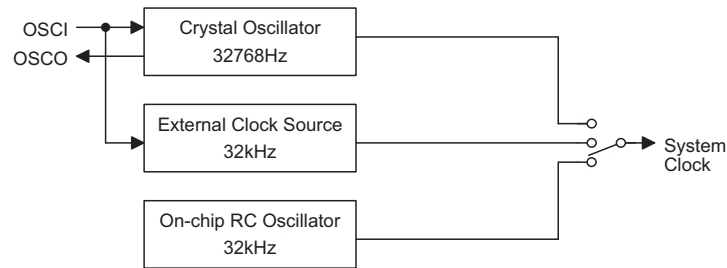 OSCI
OSCO
Crystal Oscillator
32768Hz
External Clock Source
32kHz
On-chip RC Oscillator
32kHz
System
Clock